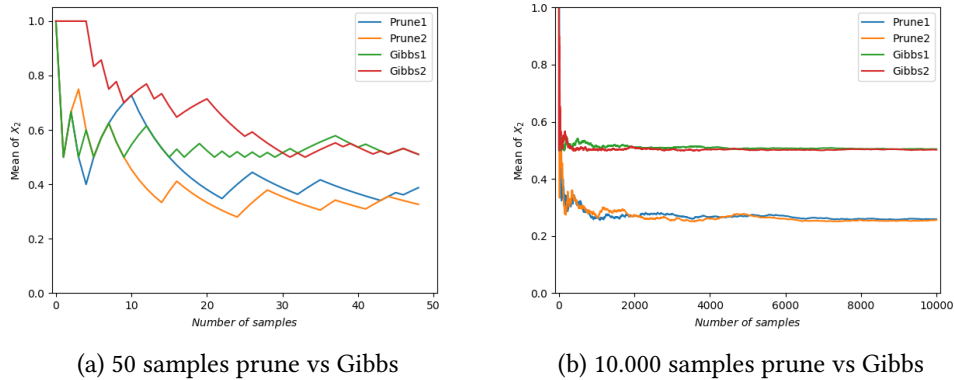 1.0
0.8
0.6
0.4
0.2
0.0
Mean of X₂
0 10 20 30 40 50
Number of samples
Prune1
Prune2
Gibbs1
Gibbs2
(a) 50 samples prune vs Gibbs
1.0
0.8
0.6
0.4
0.2
0.0
Mean of X₂
0 2000 4000 6000 8000 10000
Number of samples
Prune1
Prune2
Gibbs1
Gibbs2
(b) 10.000 samples prune vs Gibbs